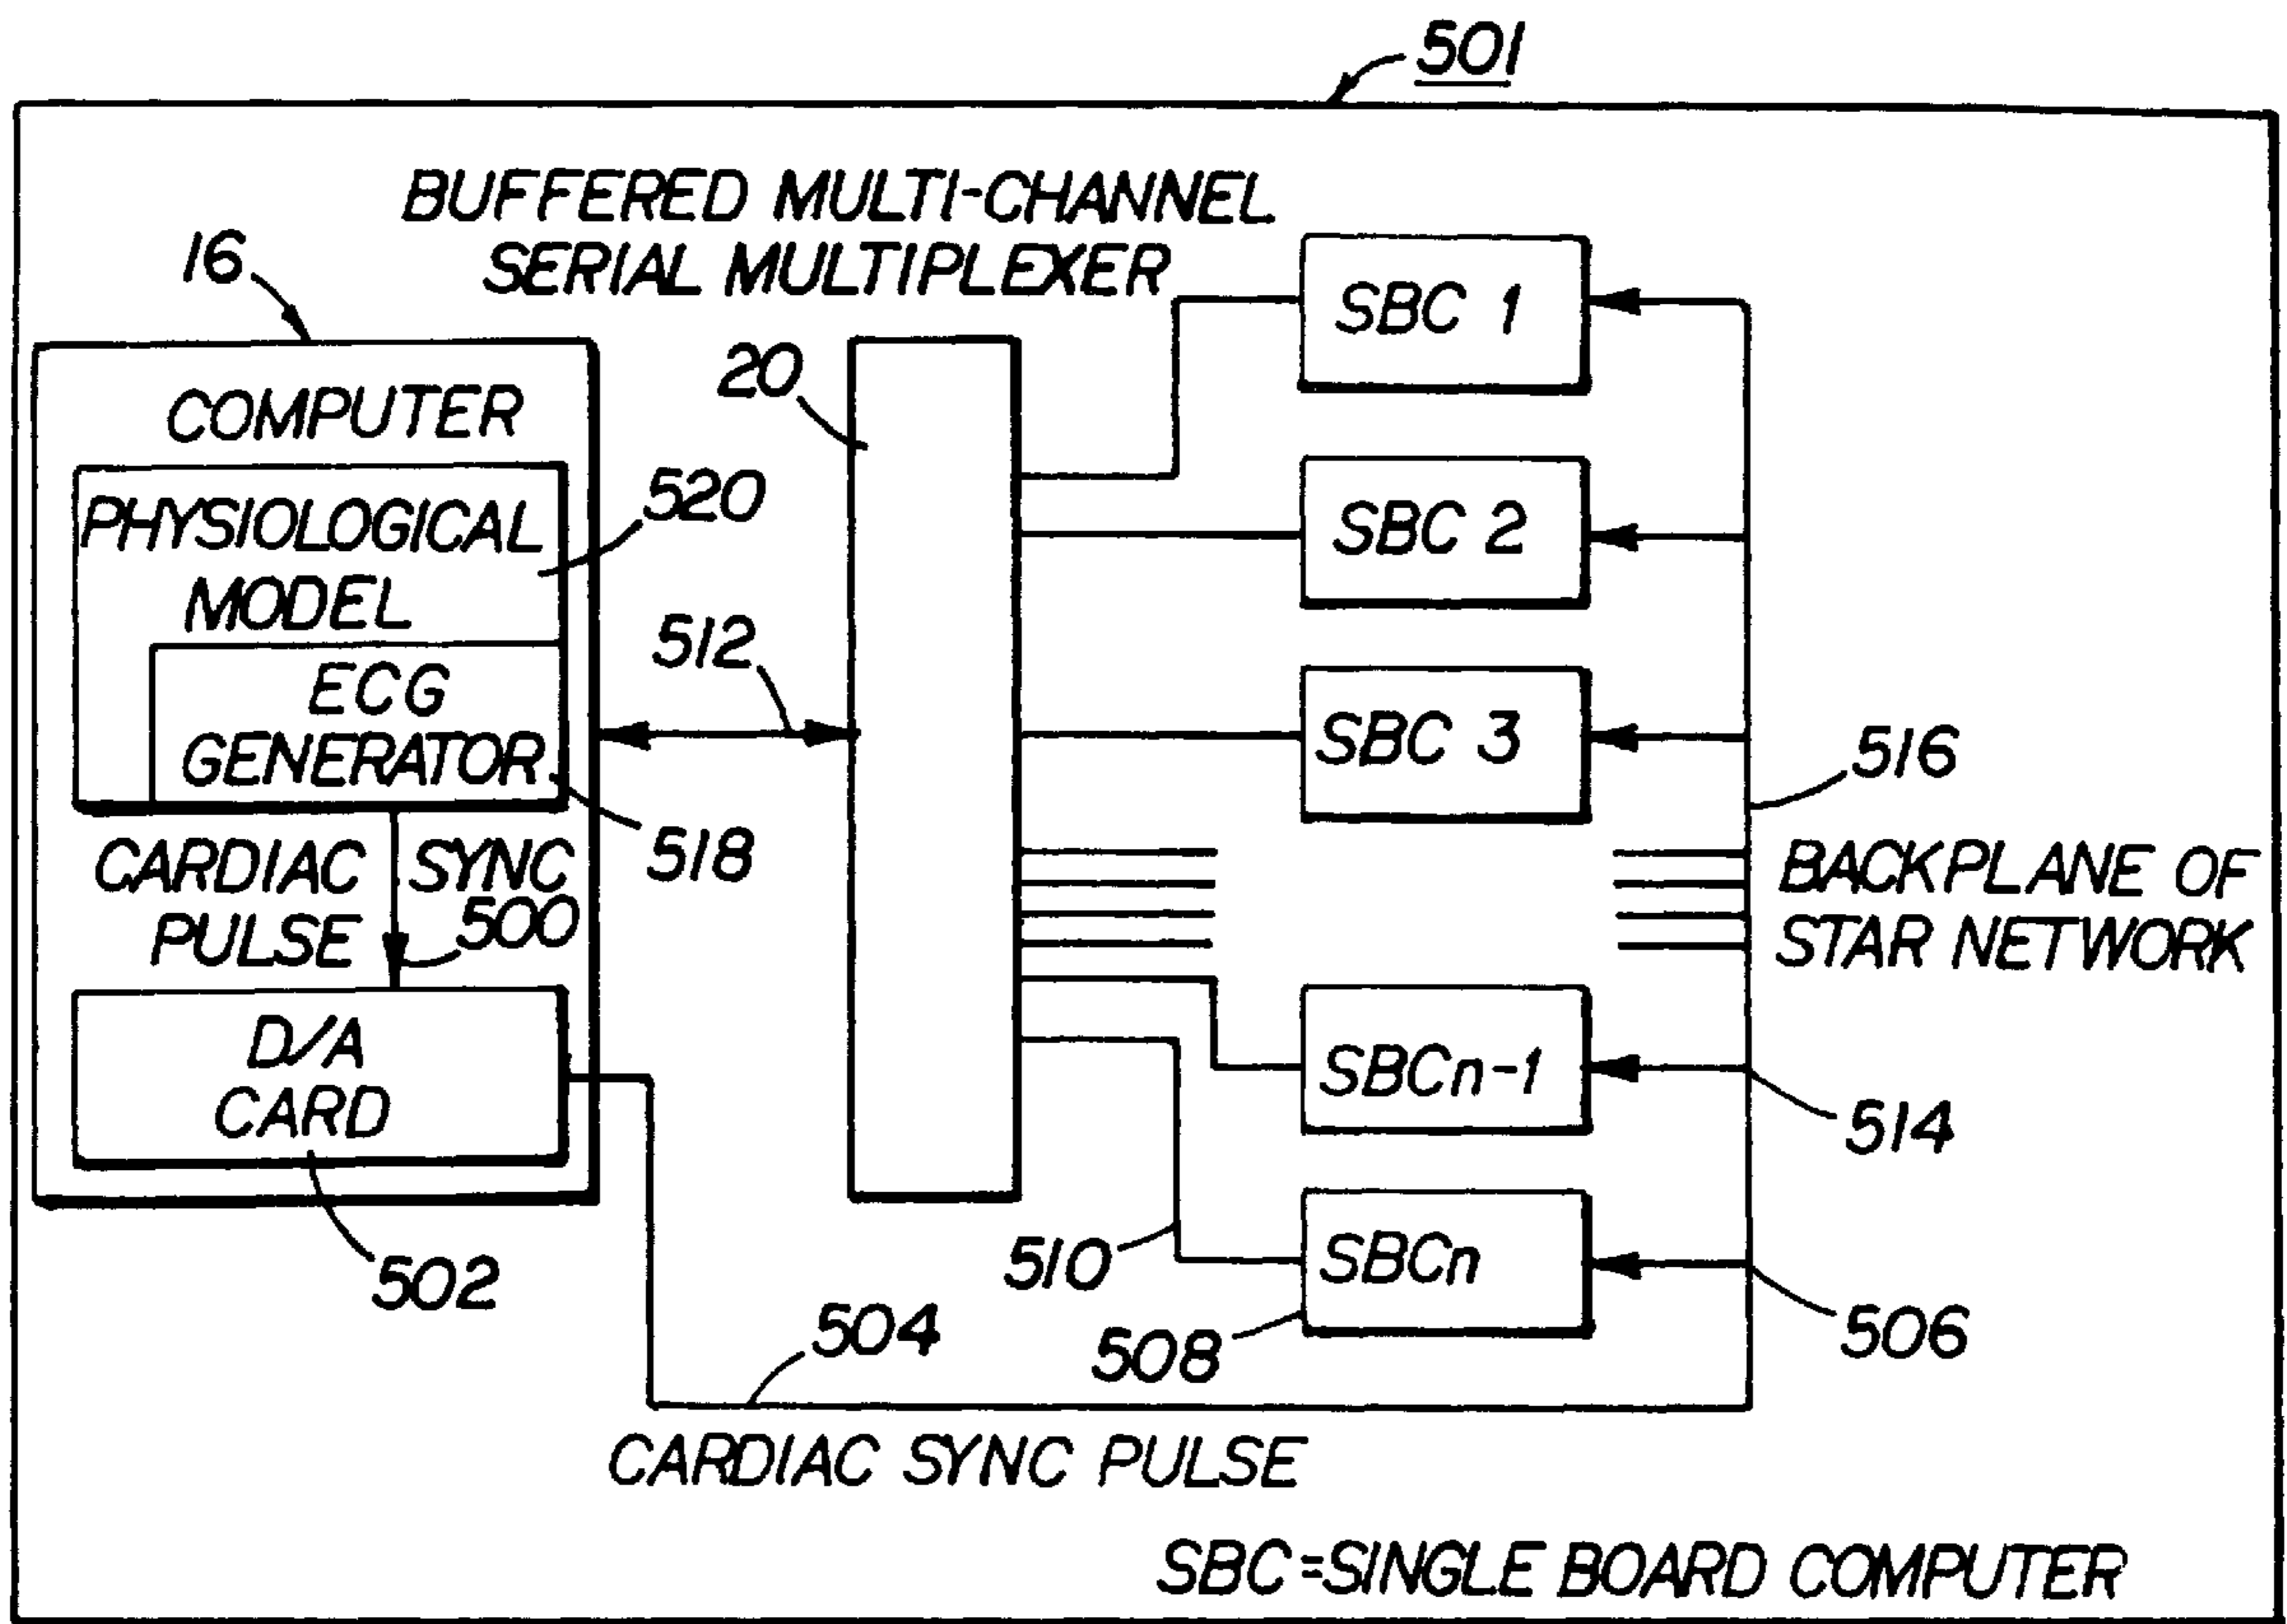 501
BUFFERED MULTI-CHANNEL
SERIAL MULTIPLEXER
16
20
COMPUTER
PHYSIOLOGICAL
MODEL
520
ECG
GENERATOR
518
512
CARDIAC SYNC
PULSE 500
D/A
CARD
502
SBC 1
SBC 2
SBC 3
516
BACKPLANE OF
STAR NETWORK
SBCn-1
514
SBCn
510
508
506
504
CARDIAC SYNC PULSE
SBC=SINGLE BOARD COMPUTER